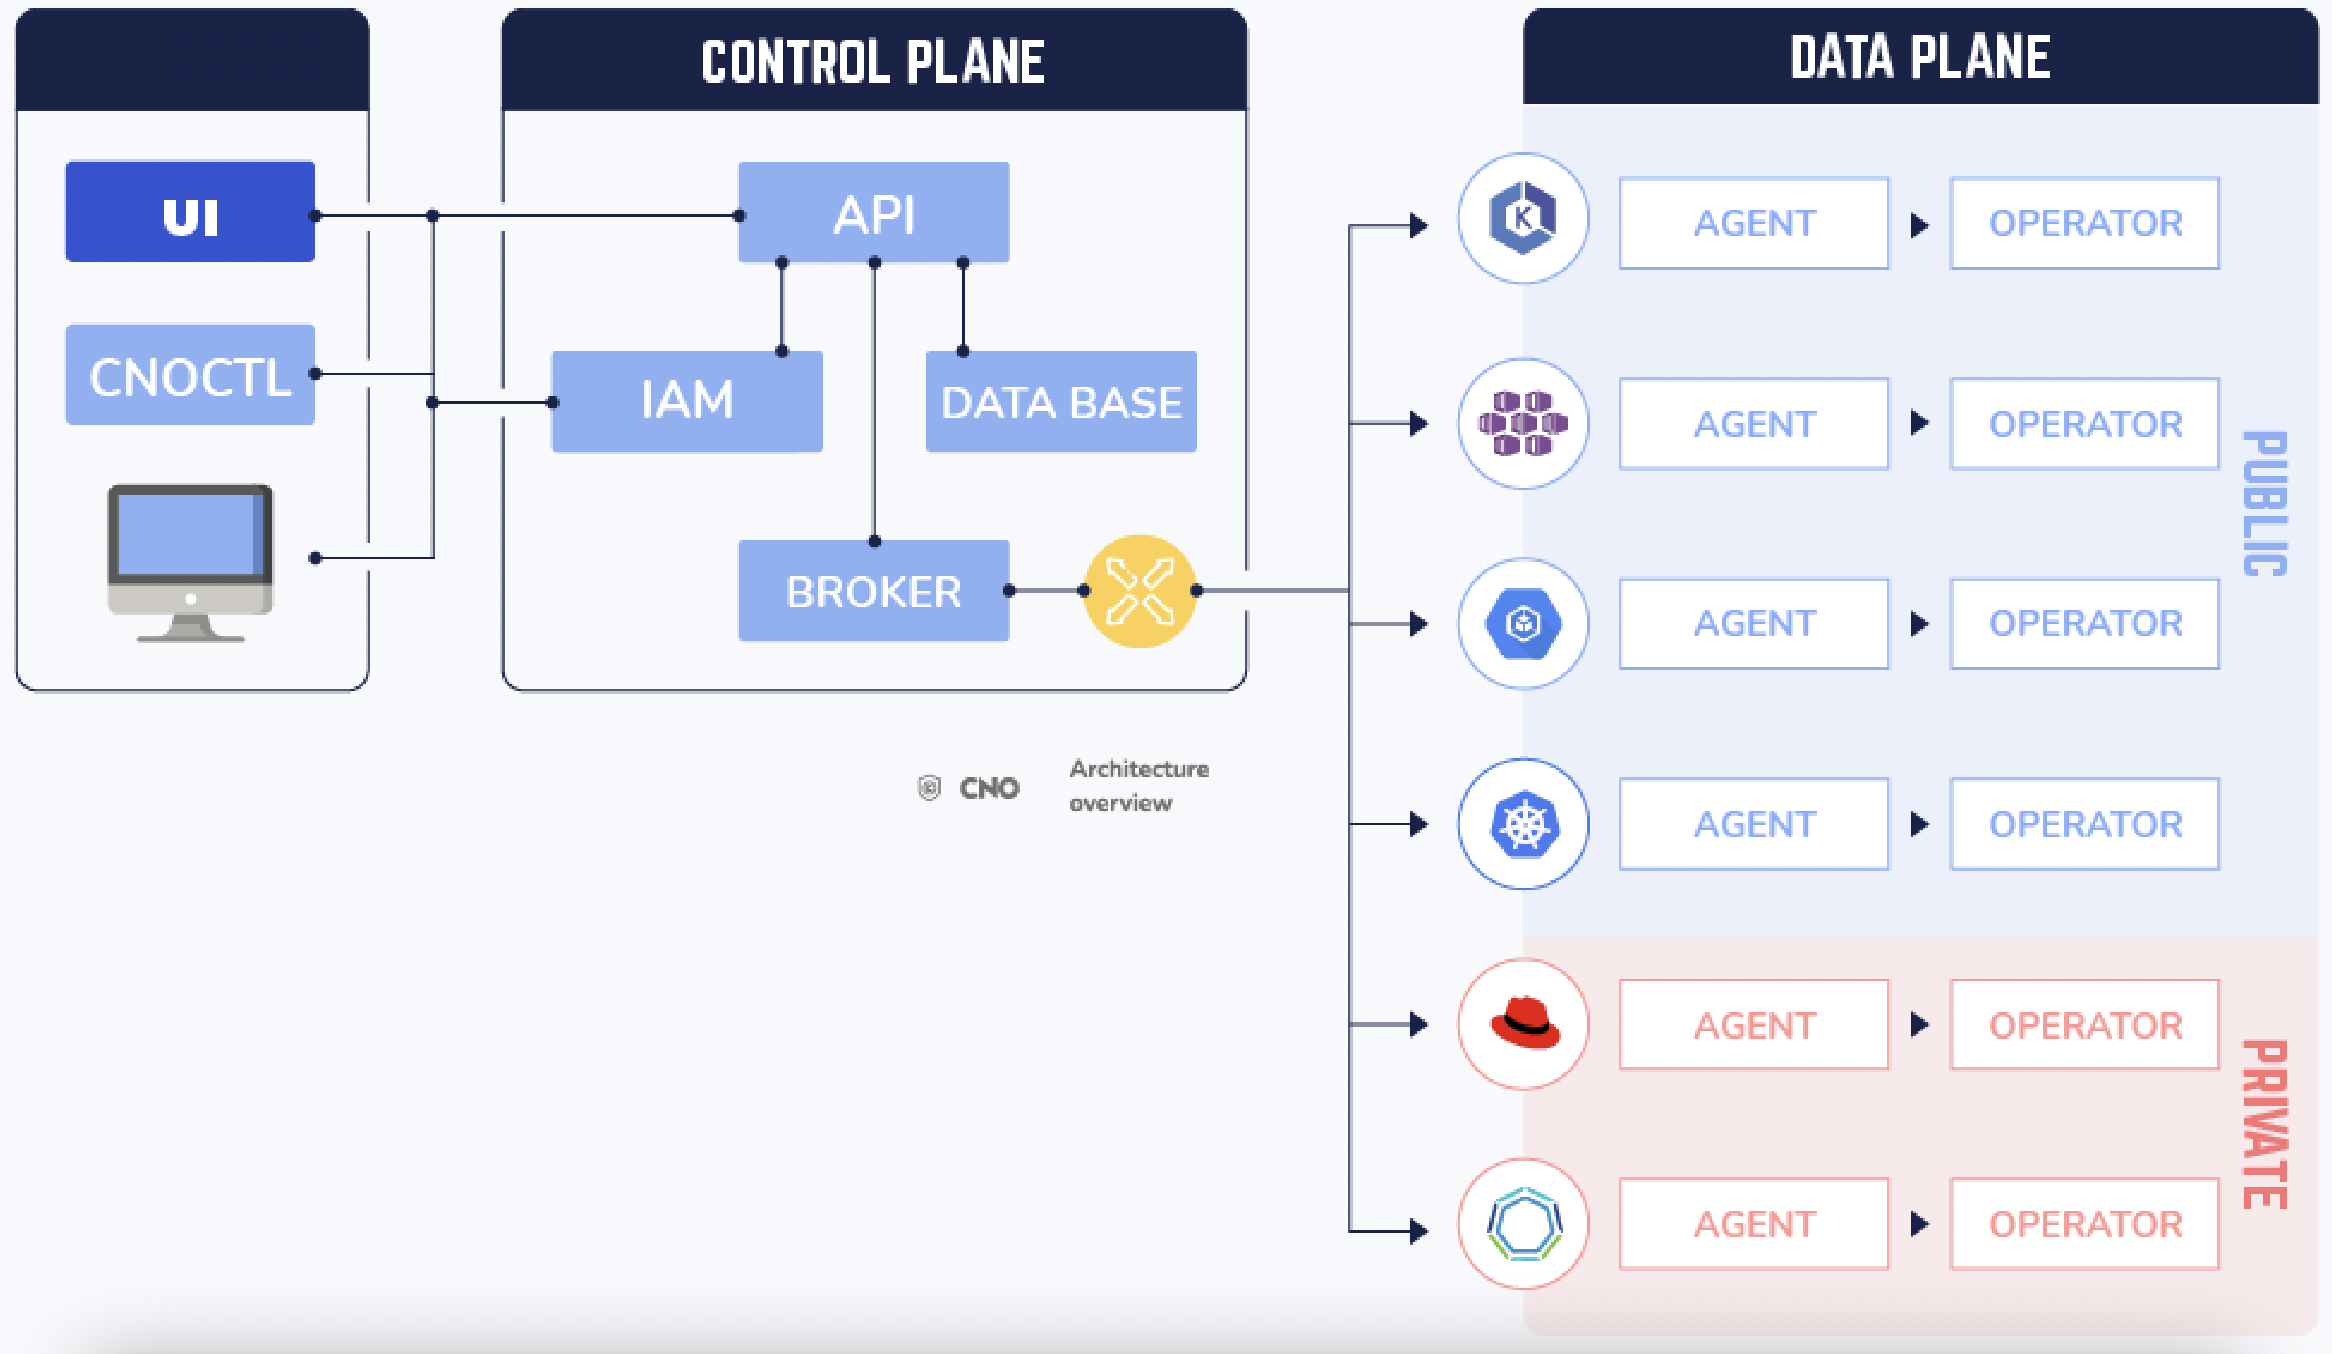 CONTROL PLANE
DATA PLANE
UI
API
CNOCTL
IAM
DATA BASE
BROKER
CNO
Architecture
overview
K
AGENT
OPERATOR
AGENT
OPERATOR
AGENT
OPERATOR
AGENT
OPERATOR
PUBLIC
AGENT
OPERATOR
AGENT
OPERATOR
PRIVATE